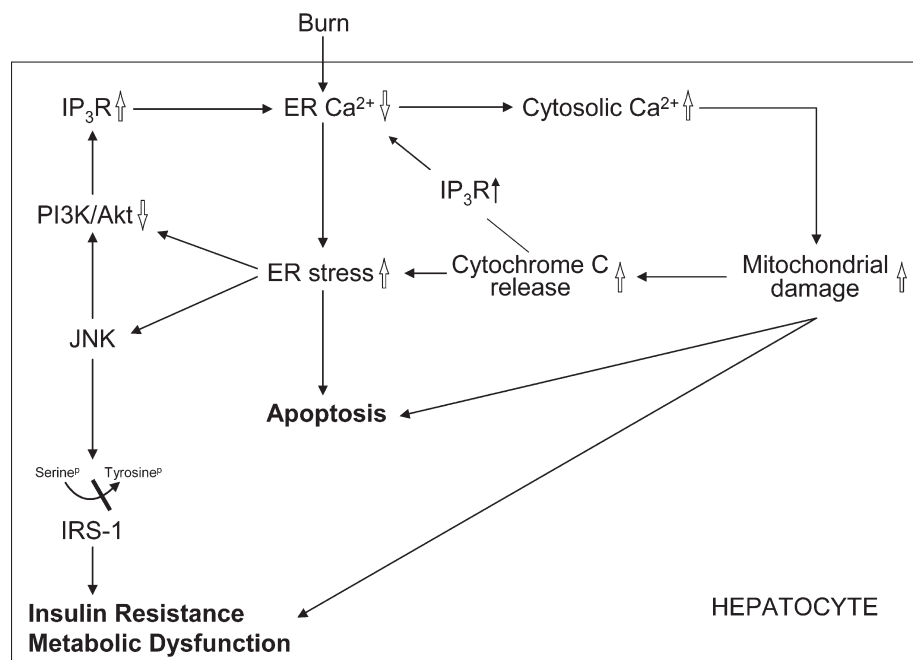 Burn
IP₃R⇧
ER Ca²⁺⇩
Cytosolic Ca²⁺⇧
IP₃R↑
PI3K/Akt⇩
ER stress⇧
Cytochrome C
release⇧
Mitochondrial
damage⇧
JNK
Apoptosis
Serineᵖ
Tyrosineᵖ
IRS-1
Insulin Resistance
Metabolic Dysfunction
HEPATOCYTE